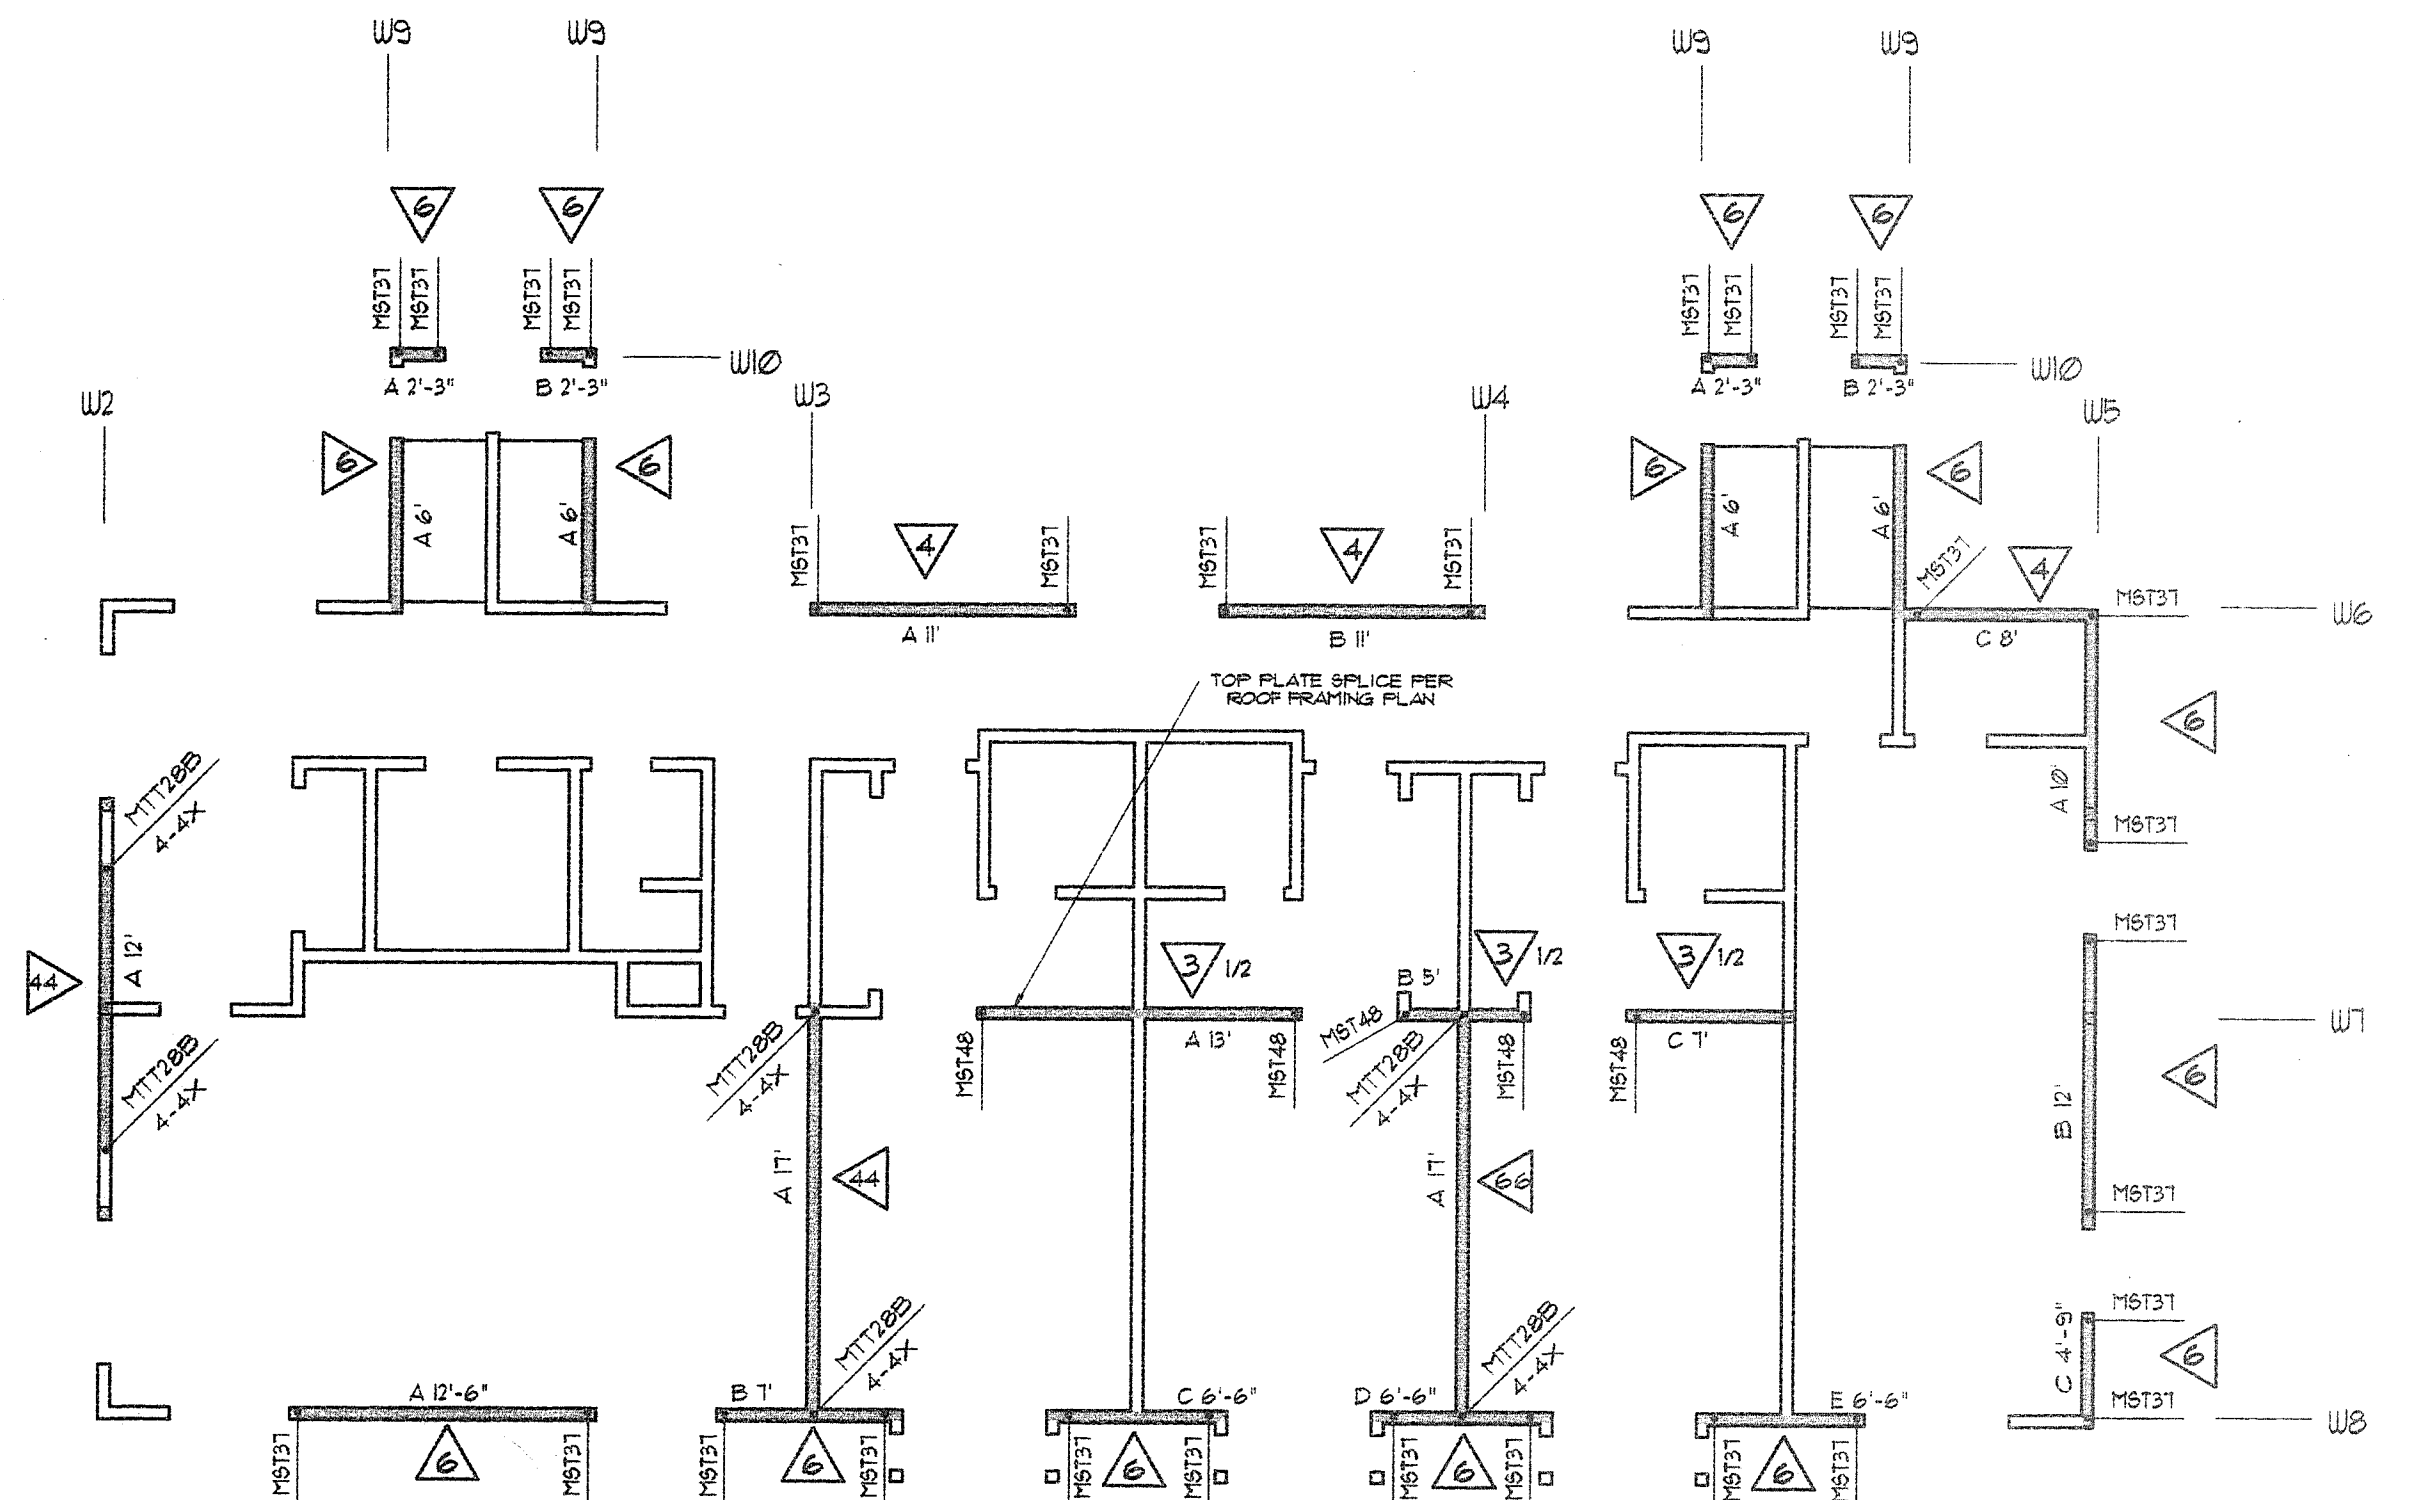 W9
W9
W9
W9
6
6
6
6
MST37
MST37
MST37
MST37
MST37
MST37
MST37
MST37
W10
W10
A 2'-3"
B 2'-3"
A 2'-3"
B 2'-3"
W2
W3
W4
W5
6
6
6
6
A 6'
A 6'
A 6'
A 6'
MST37
4
MST37
MST37
4
MST37
MST37
4
MST37
W6
A 11'
B 11'
C 8'
TOP PLATE SPLICE PER
ROOF FRAMING PLAN
6
MTT28B
4-4X
A 10'
MST37
MST37
44
A 12'
3 1/2
3 1/2
3 1/2
B 5'
W7
MTT28B
4-4X
MTT28B
4-4X
MST48
A 13'
MST48
MST48
MTT28B
4-4X
MST48
MST48
C 7'
B 12'
6
A 17'
44
A 17'
66
MST37
MST37
MTT28B
4-4X
MTT28B
4-4X
C 4'-9"
6
A 12'-6"
B 7'
C 6'-6"
D 6'-6"
E 6'-6"
MST37
W8
MST37
6
MST37
MST37
6
MST37
MST37
6
MST37
MST37
6
MST37
MST37
6
MST37